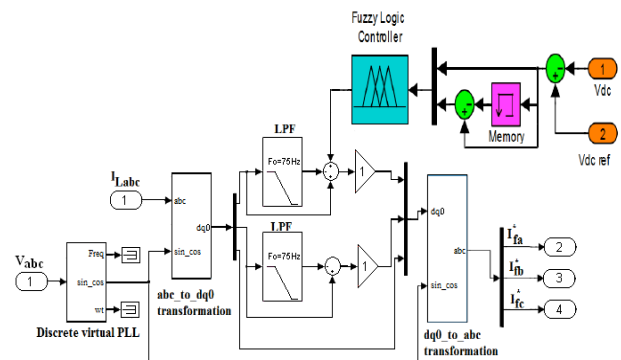 Fuzzy Logic
Controller
1
Vdc
Memory
2
Vdc ref
LPF
Fo=75Hz
1
I_Labc
1
abc
dq0
sin_cos
LPF
Fo=75Hz
1
dq0
abc
sin_cos
I*fa
2
I*fb
3
I*fc
4
Vabc
1
Freq
sin_cos
wt
Discrete virtual PLL
abc_to_dq0
transformation
dq0_to_abc
transformation